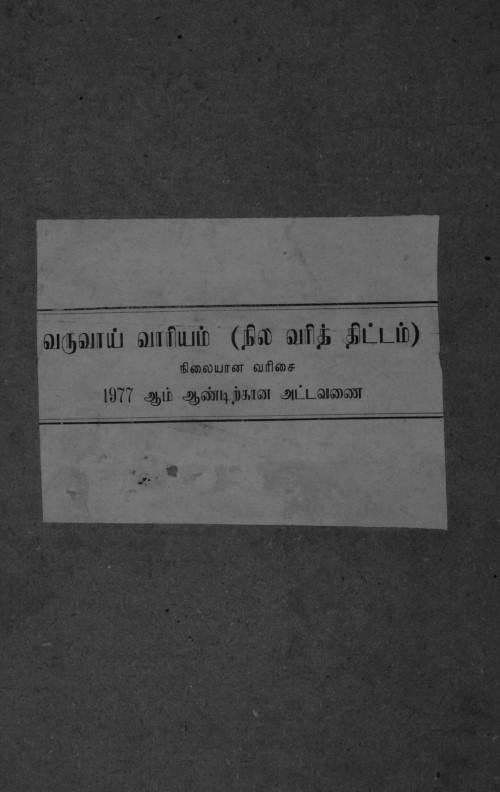 வருவாய் வாரியம் (நில வரித் திட்டம்)
நிலையான வரிசை
1977 ஆம் ஆண்டிற்கான அட்டவணை